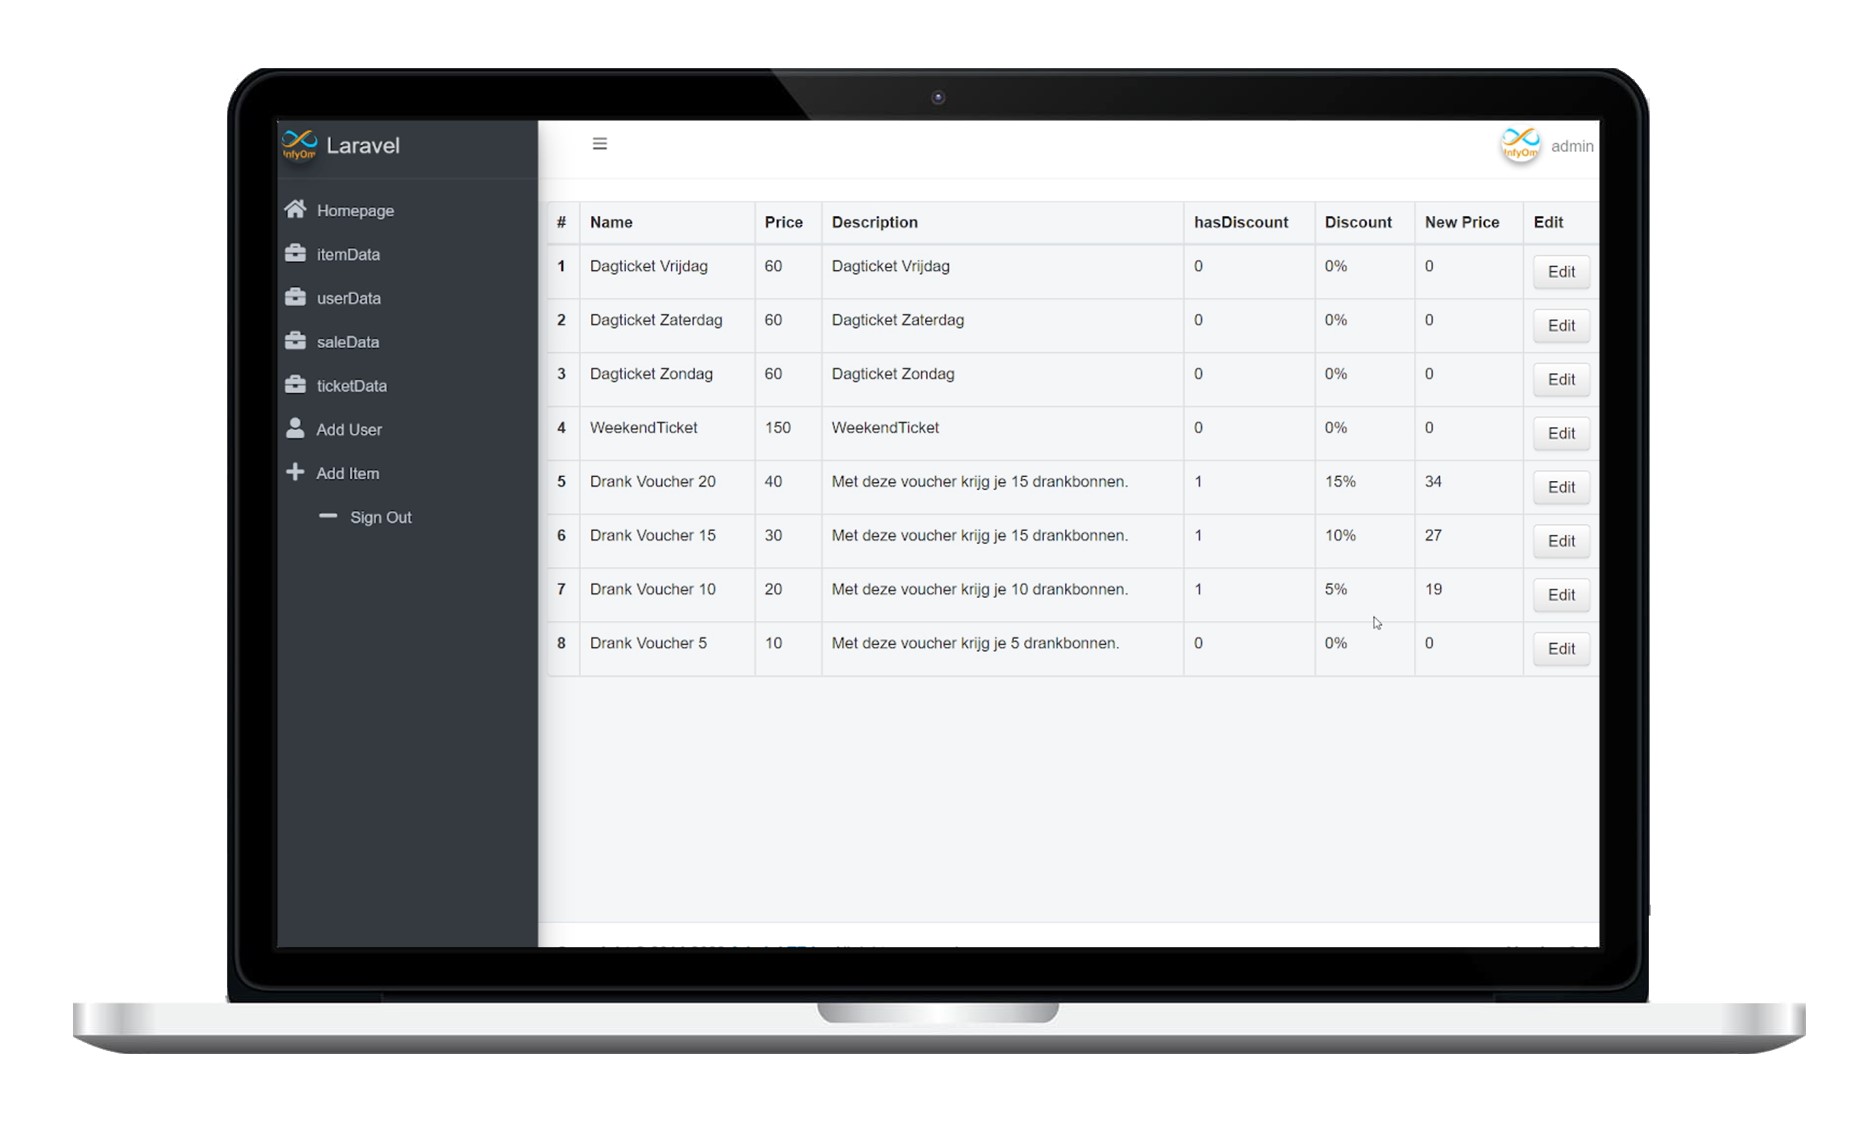 InfyOm Laravel
InfyOm admin
Homepage
itemData
userData
saleData
ticketData
Add User
Add Item
Sign Out
# Name Price Description hasDiscount Discount New Price Edit
1 Dagticket Vrijdag 60 Dagticket Vrijdag 0 0% 0 Edit
2 Dagticket Zaterdag 60 Dagticket Zaterdag 0 0% 0 Edit
3 Dagticket Zondag 60 Dagticket Zondag 0 0% 0 Edit
4 WeekendTicket 150 WeekendTicket 0 0% 0 Edit
5 Drank Voucher 20 40 Met deze voucher krijg je 15 drankbonnen. 1 15% 34 Edit
6 Drank Voucher 15 30 Met deze voucher krijg je 15 drankbonnen. 1 10% 27 Edit
7 Drank Voucher 10 20 Met deze voucher krijg je 10 drankbonnen. 1 5% 19 Edit
8 Drank Voucher 5 10 Met deze voucher krijg je 5 drankbonnen. 0 0% 0 Edit